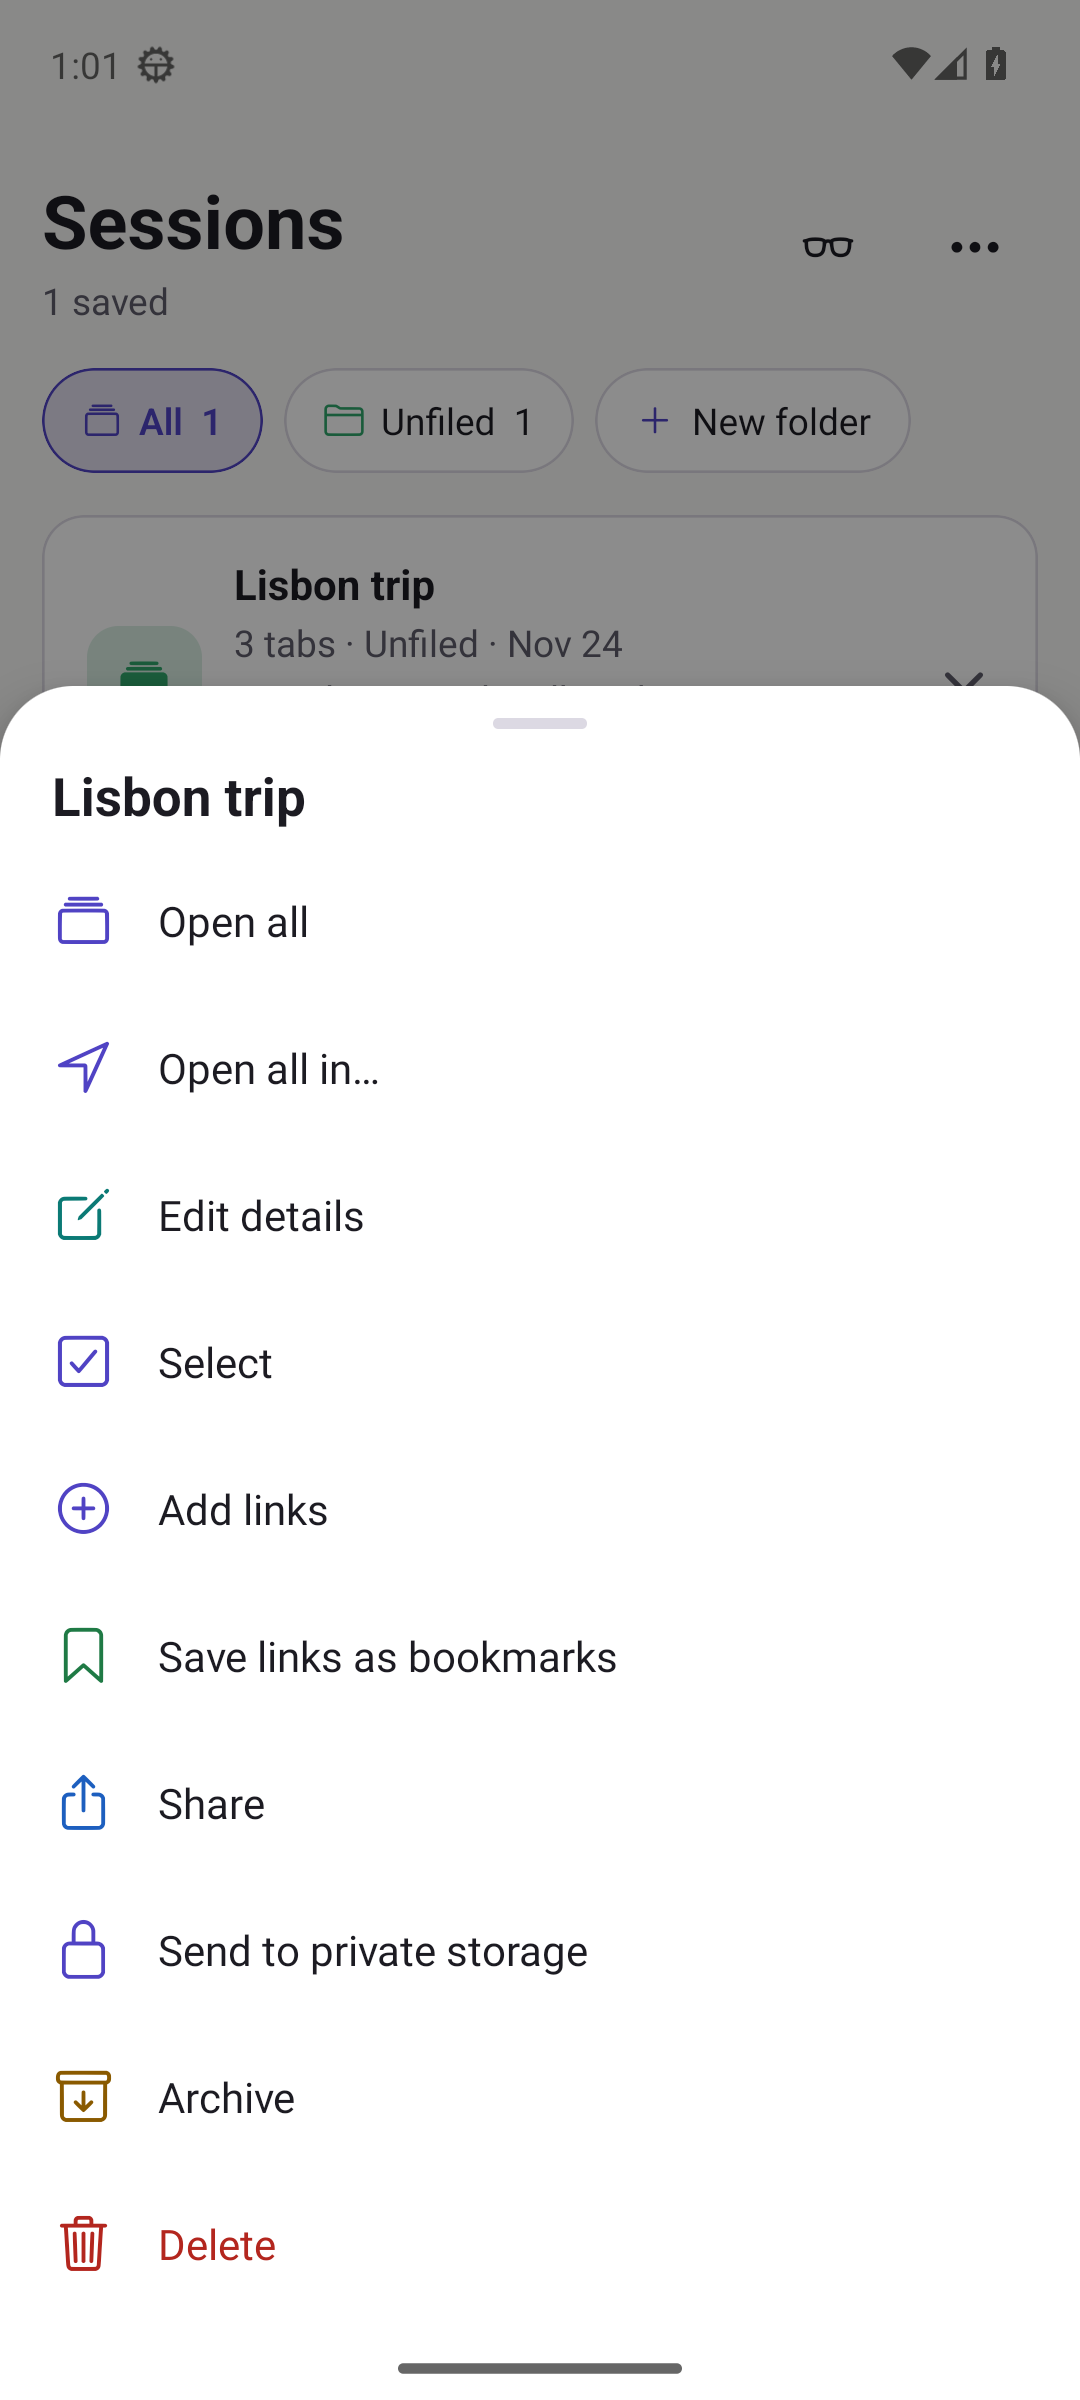 1:01
Sessions
1 saved
All 1
Unfiled 1
New folder
Lisbon trip
3 tabs · Unfiled · Nov 24
Lisbon trip
Open all
Open all in…
Edit details
Select
Add links
Save links as bookmarks
Share
Send to private storage
Archive
Delete